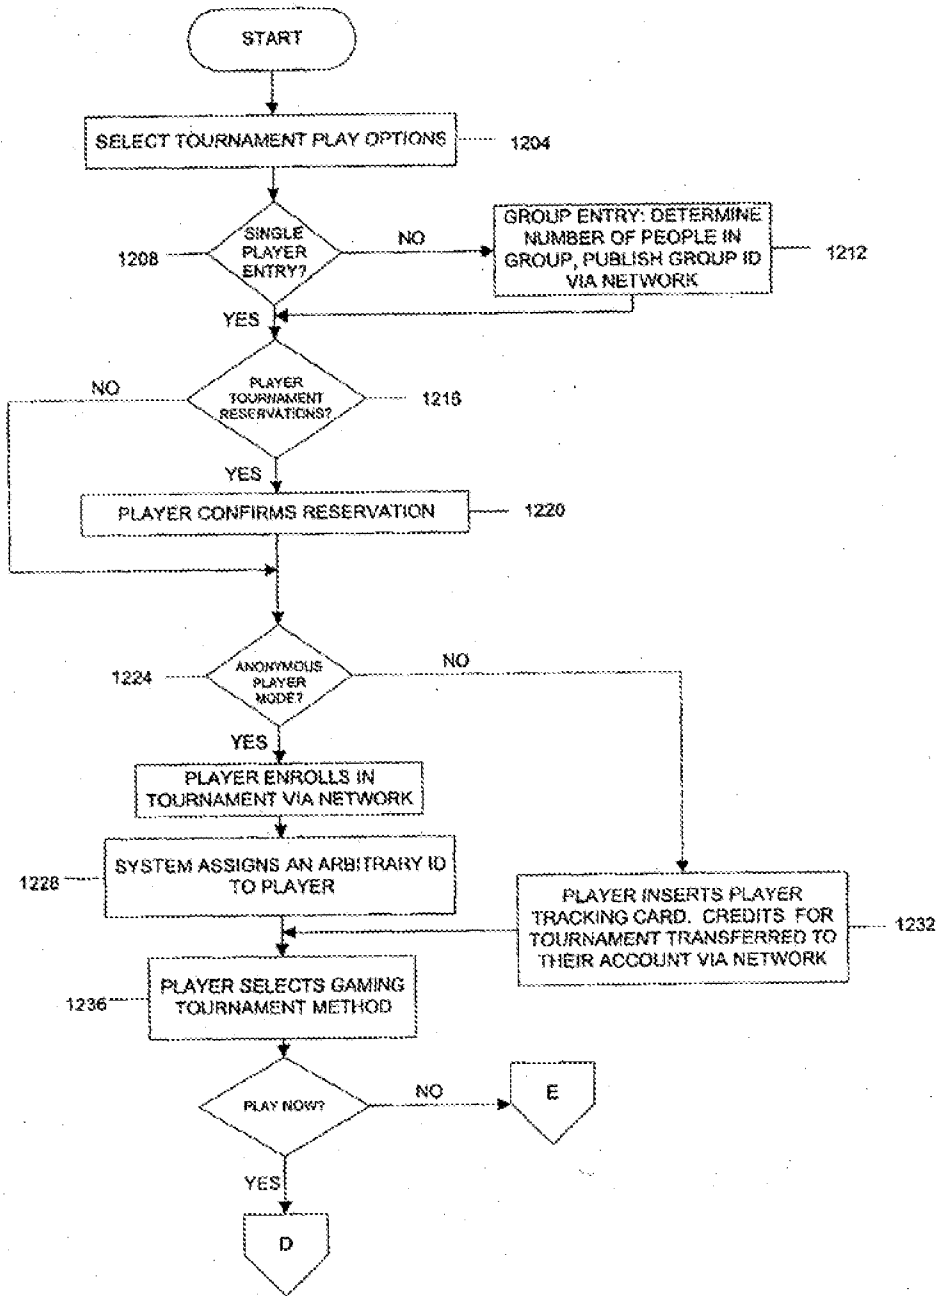 START
SELECT TOURNAMENT PLAY OPTIONS
1204
SINGLE
PLAYER
ENTRY?
1208
NO
GROUP ENTRY: DETERMINE
NUMBER OF PEOPLE IN
GROUP, PUBLISH GROUP ID
VIA NETWORK
1212
YES
PLAYER
TOURNAMENT
RESERVATIONS?
1216
NO
YES
PLAYER CONFIRMS RESERVATION
1220
ANONYMOUS
PLAYER
MODE?
1224
NO
YES
PLAYER ENROLLS IN
TOURNAMENT VIA NETWORK
SYSTEM ASSIGNS AN ARBITRARY ID
TO PLAYER
1228
PLAYER INSERTS PLAYER
TRACKING CARD. CREDITS FOR
TOURNAMENT TRANSFERRED TO
THEIR ACCOUNT VIA NETWORK
1232
PLAYER SELECTS GAMING
TOURNAMENT METHOD
1236
PLAY NOW?
NO
E
YES
D